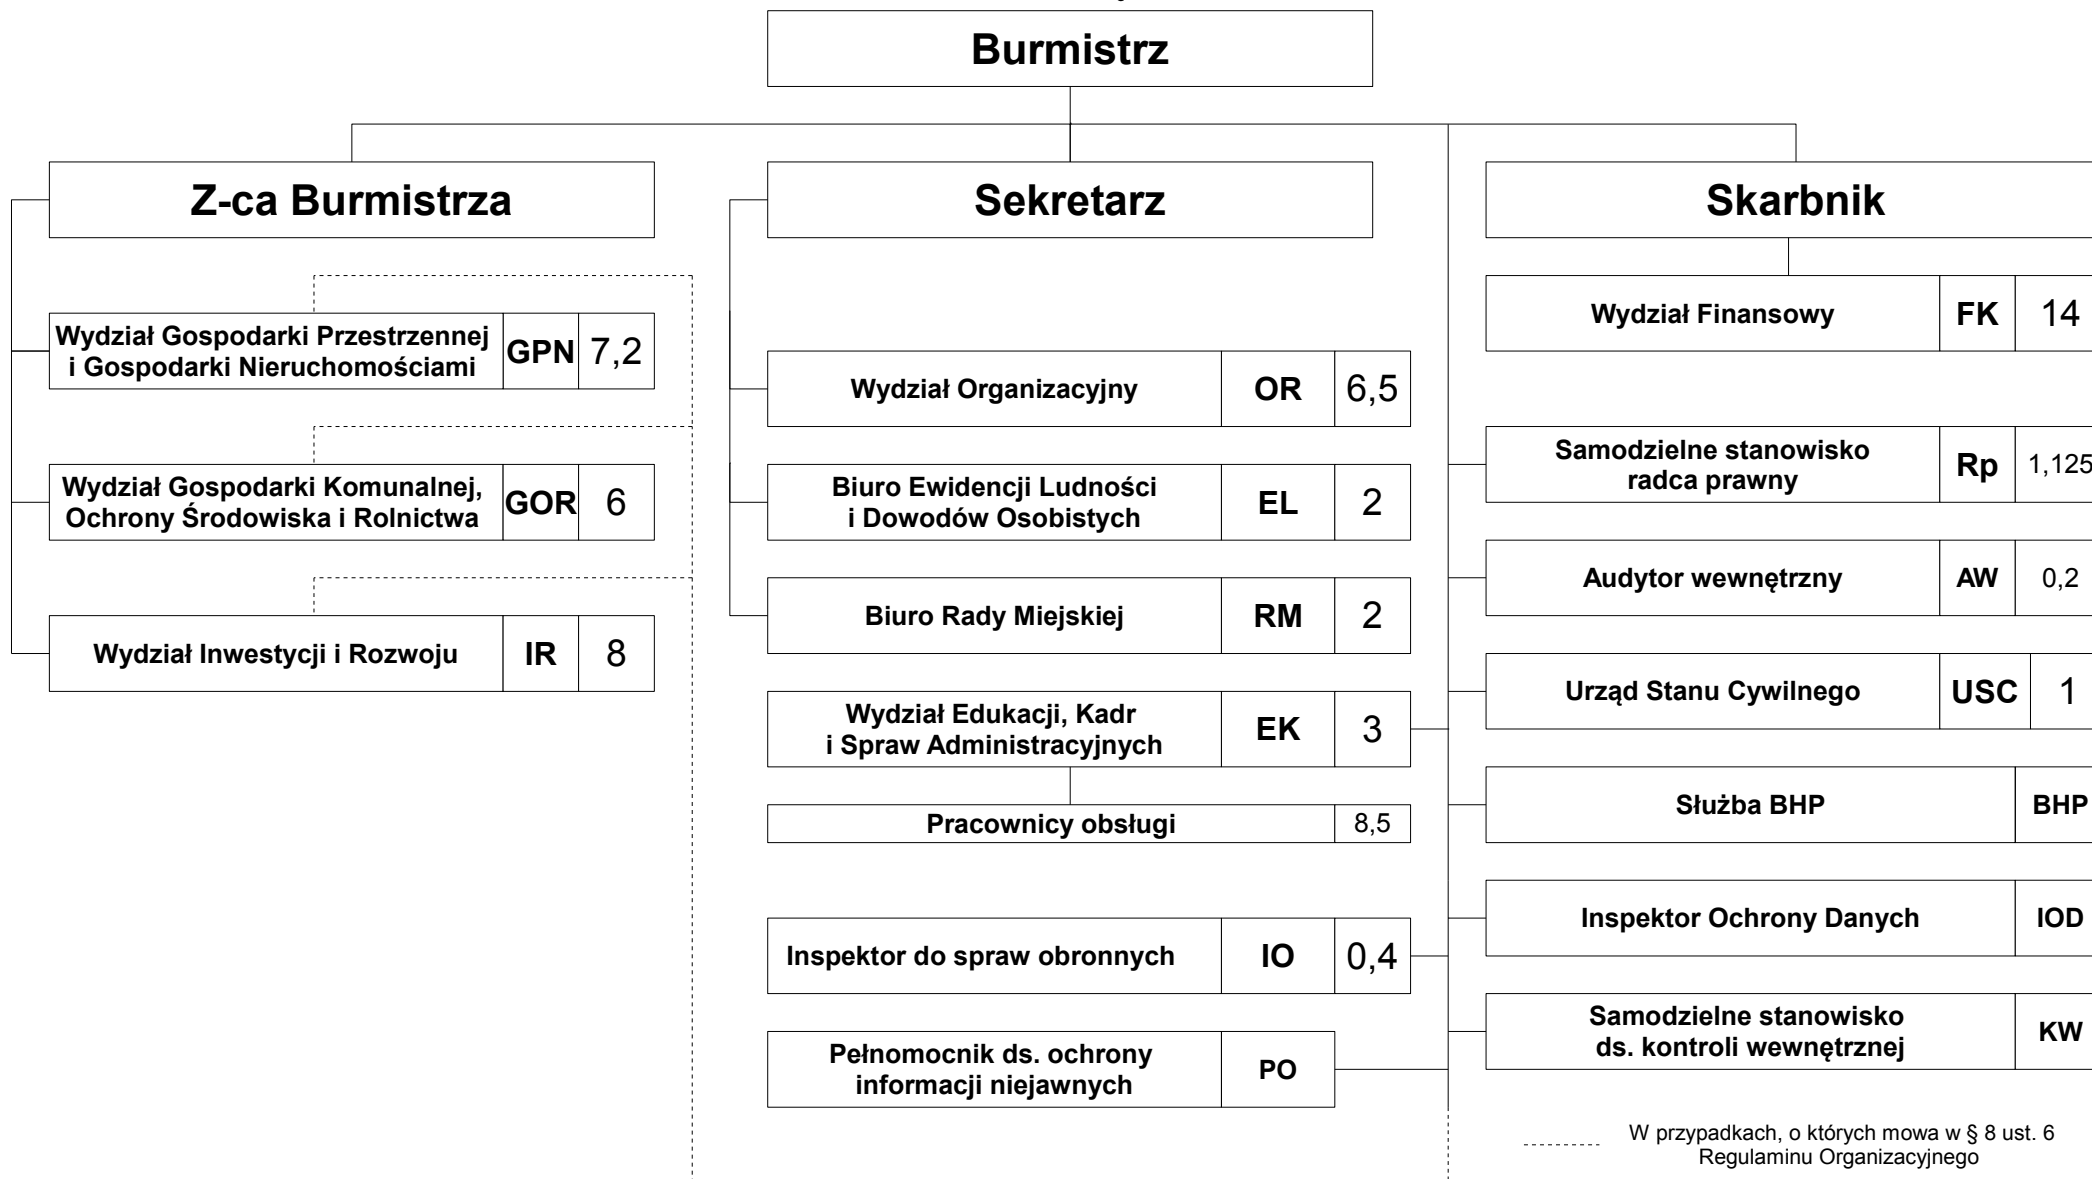 Burmistrz
Z-ca Burmistrza
Sekretarz
Skarbnik
Wydział Gospodarki Przestrzennej
i Gospodarki Nieruchomościami
GPN
7,2
Wydział Gospodarki Komunalnej,
Ochrony Środowiska i Rolnictwa
GOR
6
Wydział Inwestycji i Rozwoju
IR
8
Wydział Organizacyjny
OR
6,5
Biuro Ewidencji Ludności
i Dowodów Osobistych
EL
2
Biuro Rady Miejskiej
RM
2
Wydział Edukacji, Kadr
i Spraw Administracyjnych
EK
3
Pracownicy obsługi
8,5
Inspektor do spraw obronnych
IO
0,4
Pełnomocnik ds. ochrony
informacji niejawnych
PO
Wydział Finansowy
FK
14
Samodzielne stanowisko
radca prawny
Rp
1,125
Audytor wewnętrzny
AW
0,2
Urząd Stanu Cywilnego
USC
1
Służba BHP
BHP
Inspektor Ochrony Danych
IOD
Samodzielne stanowisko
ds. kontroli wewnętrznej
KW
W przypadkach, o których mowa w § 8 ust. 6
Regulaminu Organizacyjnego